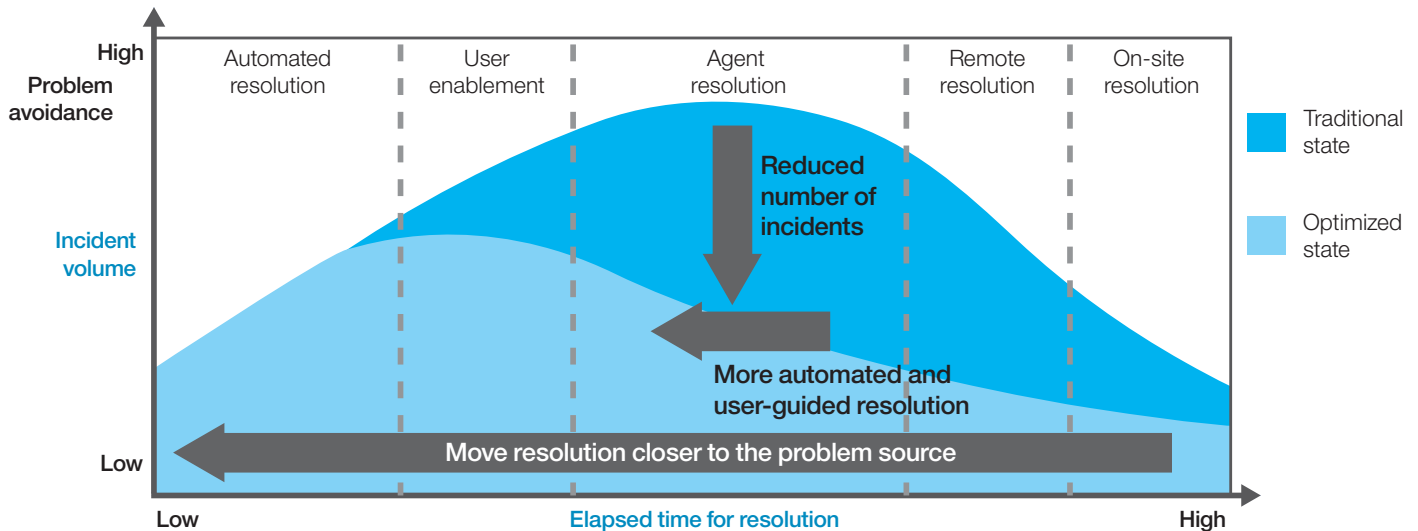 High
Problem
avoidance
Automated
resolution
User
enablement
Agent
resolution
Remote
resolution
On-site
resolution
Traditional
state
Optimized
state
Reduced
number of
incidents
Incident
volume
More automated and
user-guided resolution
Move resolution closer to the problem source
Low
Low
Elapsed time for resolution
High